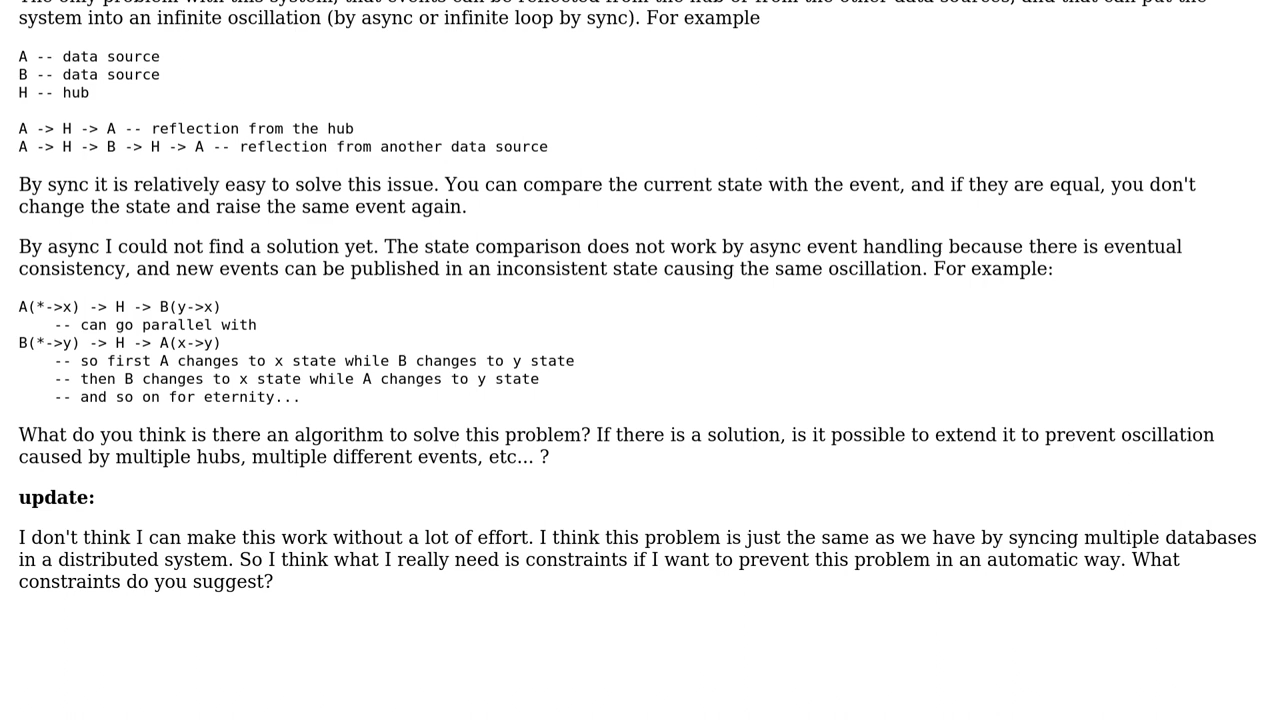 system into an infinite oscillation (by async or infinite loop by sync). For example
A -- data source
B -- data source
H -- hub
A -> H -> A -- reflection from the hub
A -> H -> B -> H -> A -- reflection from another data source
By sync it is relatively easy to solve this issue. You can compare the current state with the event, and if they are equal, you don't
change the state and raise the same event again.
By async I could not find a solution yet. The state comparison does not work by async event handling because there is eventual
consistency, and new events can be published in an inconsistent state causing the same oscillation. For example:
A(*->x) -> H -> B(y->x)
    -- can go parallel with
B(*->y) -> H -> A(x->y)
    -- so first A changes to x state while B changes to y state
    -- then B changes to x state while A changes to y state
    -- and so on for eternity...
What do you think is there an algorithm to solve this problem? If there is a solution, is it possible to extend it to prevent oscillation
caused by multiple hubs, multiple different events, etc... ?
update:
I don't think I can make this work without a lot of effort. I think this problem is just the same as we have by syncing multiple databases
in a distributed system. So I think what I really need is constraints if I want to prevent this problem in an automatic way. What
constraints do you suggest?